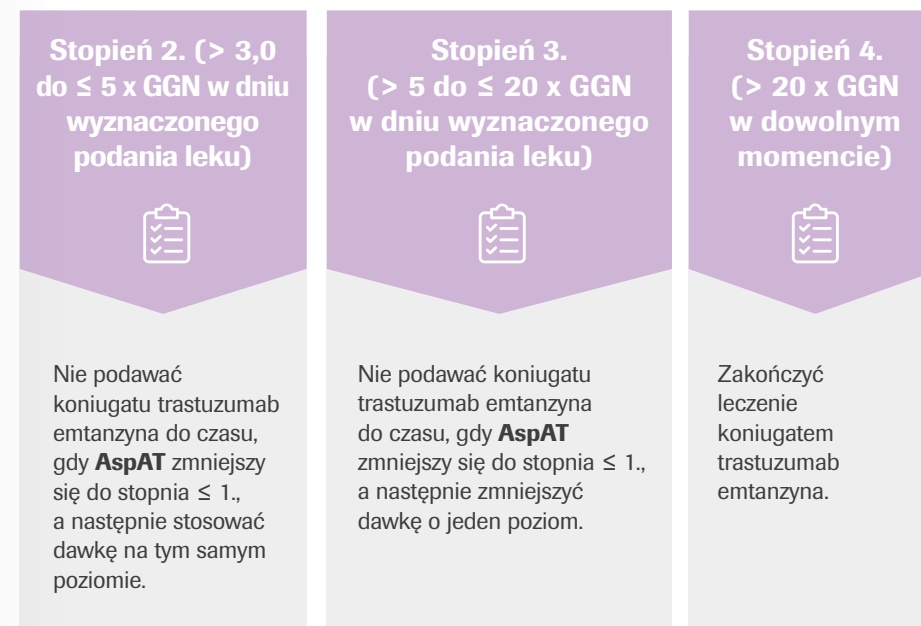 Stopień 2. (> 3,0
do ≤ 5 x GGN w dniu
wyznaczonego
podania leku)
Nie podawać
koniugatu trastuzumab
emtanzyna do czasu,
gdy AspAT zmniejszy
się do stopnia ≤ 1.,
a następnie stosować
dawkę na tym samym
poziomie.
Stopień 3.
(> 5 do ≤ 20 x GGN
w dniu wyznaczonego
podania leku)
Nie podawać koniugatu
trastuzumab emtanzyna
do czasu, gdy AspAT
zmniejszy się do stopnia ≤ 1.,
a następnie zmniejszyć
dawkę o jeden poziom.
Stopień 4.
(> 20 x GGN
w dowolnym
momencie)
Zakończyć
leczenie
koniugatem
trastuzumab
emtanzyna.